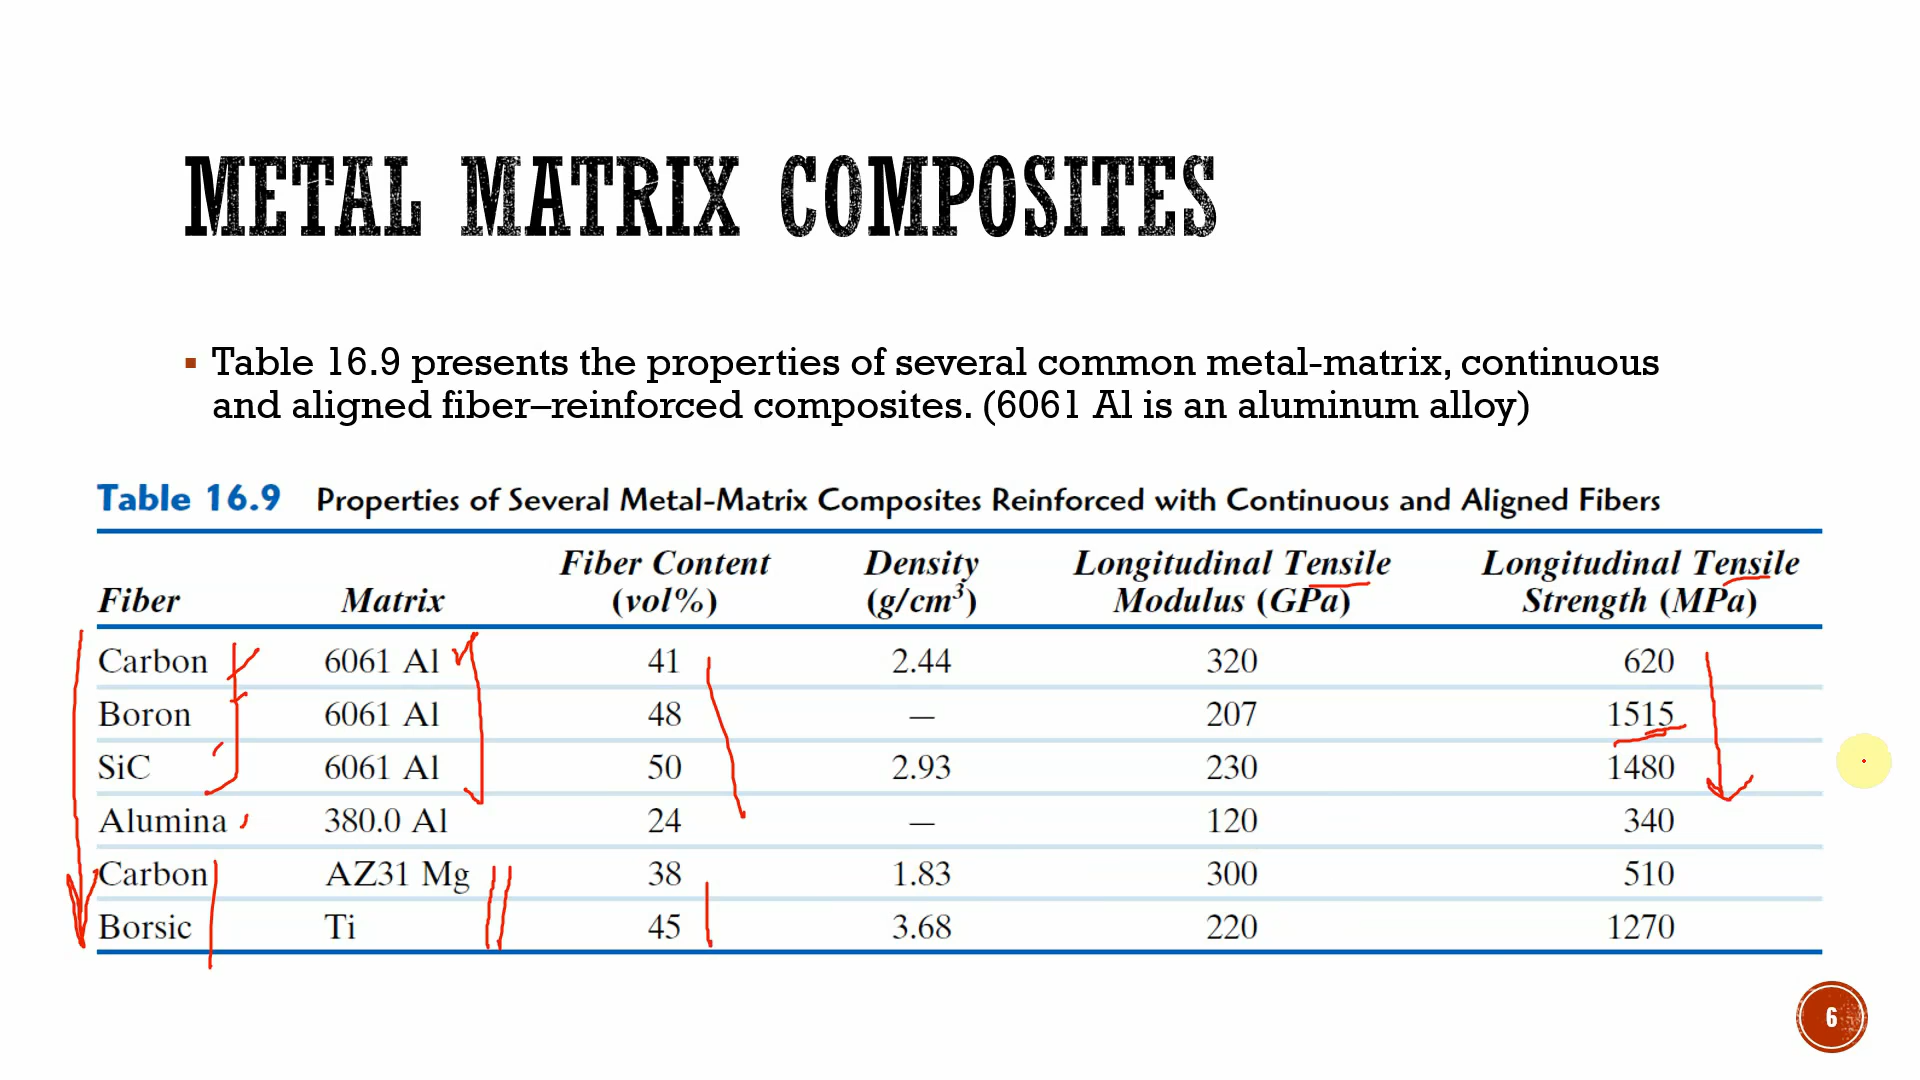 METAL MATRIX COMPOSITES
▪ Table 16.9 presents the properties of several common metal-matrix, continuous
and aligned fiber–reinforced composites. (6061 Al is an aluminum alloy)
Table 16.9 Properties of Several Metal-Matrix Composites Reinforced with Continuous and Aligned Fibers
Fiber Content Density Longitudinal Tensile Longitudinal Tensile
Fiber Matrix (vol%) (g/cm³) Modulus (GPa) Strength (MPa)
Carbon 6061 Al 41 2.44 320 620
Boron 6061 Al 48 — 207 1515
SiC 6061 Al 50 2.93 230 1480
Alumina 380.0 Al 24 — 120 340
Carbon AZ31 Mg 38 1.83 300 510
Borsic Ti 45 3.68 220 1270
6